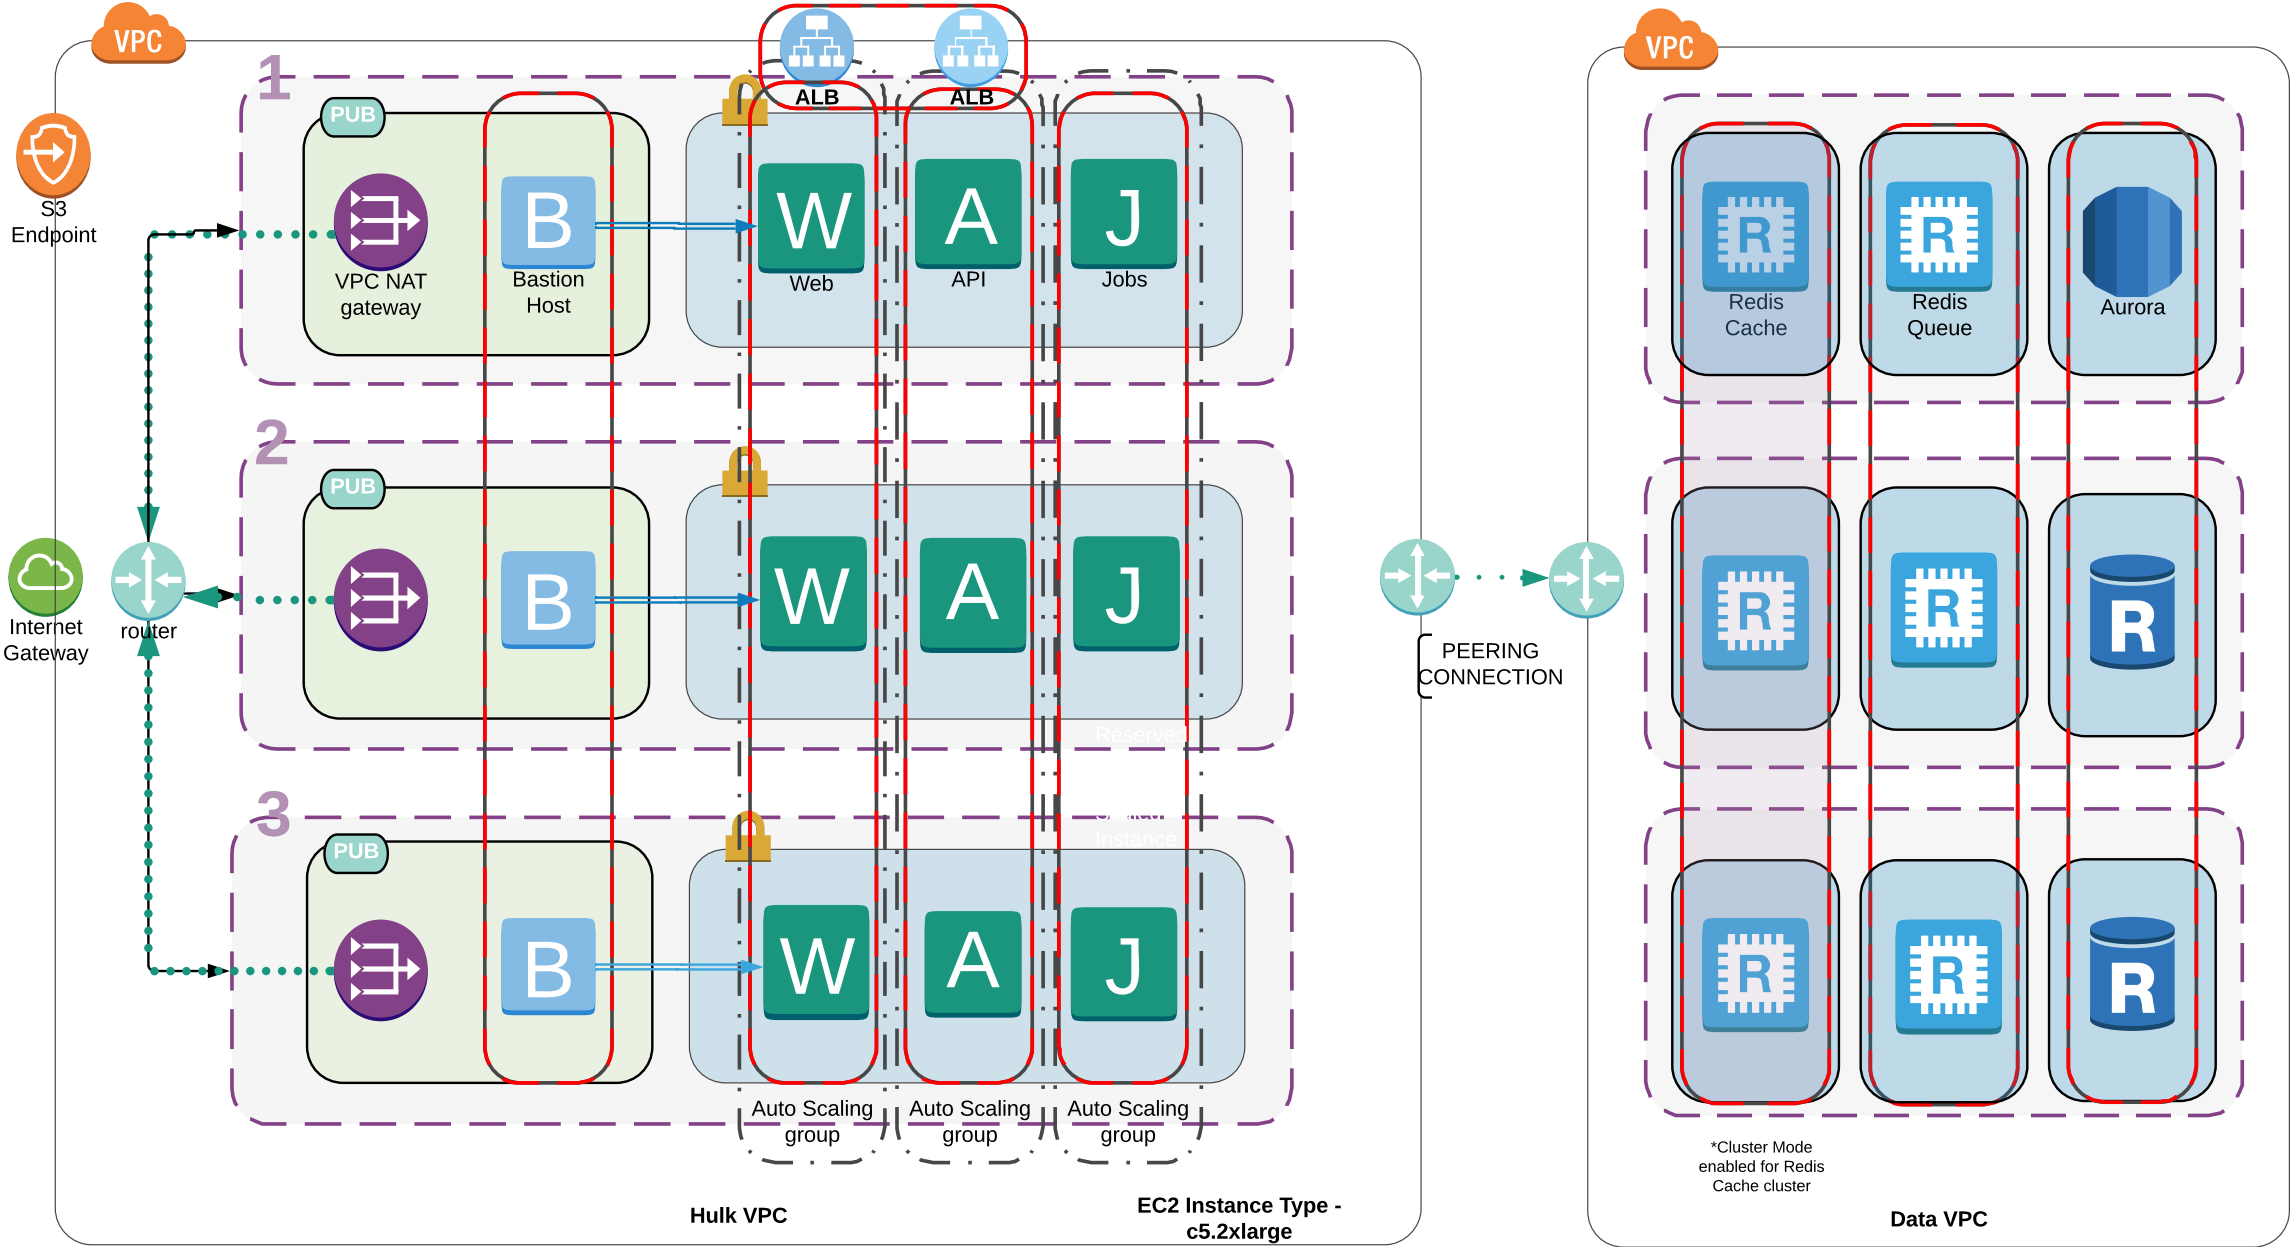 VPC
VPC
1
ALB
ALB
PUB
S3
Endpoint
VPC NAT
gateway
B
Bastion
Host
W
Web
A
API
J
Jobs
R
Redis
Cache
R
Redis
Queue
Aurora
2
PUB
B
W
A
J
R
R
R
Internet
Gateway
router
PEERING
CONNECTION
Reserved
3
Instance
PUB
B
W
A
J
R
R
R
Auto Scaling
group
Auto Scaling
group
Auto Scaling
group
*Cluster Mode
enabled for Redis
Cache cluster
Hulk VPC
EC2 Instance Type -
c5.2xlarge
Data VPC